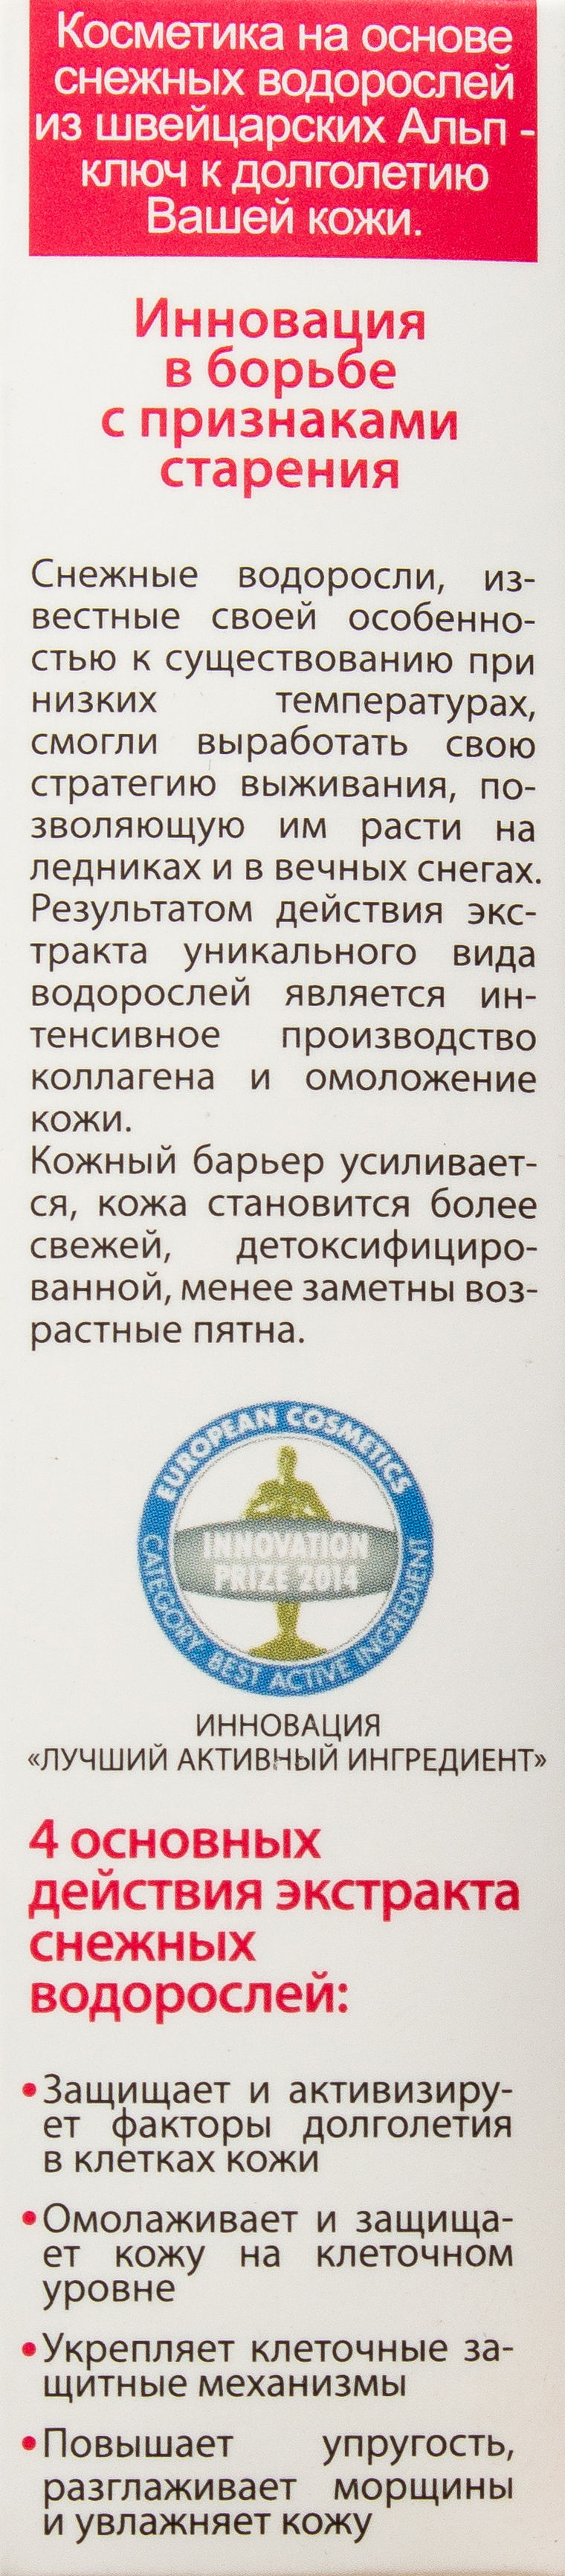 Косметика на основе
снежных водорослей
из швейцарских Альп -
ключ к долголетию
Вашей кожи.
Инновация
в борьбе
с признаками
старения
Снежные водоросли, из-
вестные своей особенно-
стью к существованию при
низких температурах,
смогли выработать свою
стратегию выживания, по-
зволяющую им расти на
ледниках и в вечных снегах.
Результатом действия экс-
тракта уникального вида
водорослей является ин-
тенсивное производство
коллагена и омоложение
кожи.
Кожный барьер усиливает-
ся, кожа становится более
свежей, детоксифициро-
ванной, менее заметны воз-
растные пятна.
EUROPEAN COSMETICS
INNOVATION
PRIZE 2014
CATEGORY BEST ACTIVE INGREDIENT
ИННОВАЦИЯ
«ЛУЧШИЙ АКТИВНЫЙ ИНГРЕДИЕНТ»
4 основных
действия экстракта
снежных
водорослей:
•Защищает и активизиру-
ет факторы долголетия
в клетках кожи
•Омолаживает и защища-
ет кожу на клеточном
уровне
•Укрепляет клеточные за-
щитные механизмы
•Повышает упругость,
разглаживает морщины
и увлажняет кожу